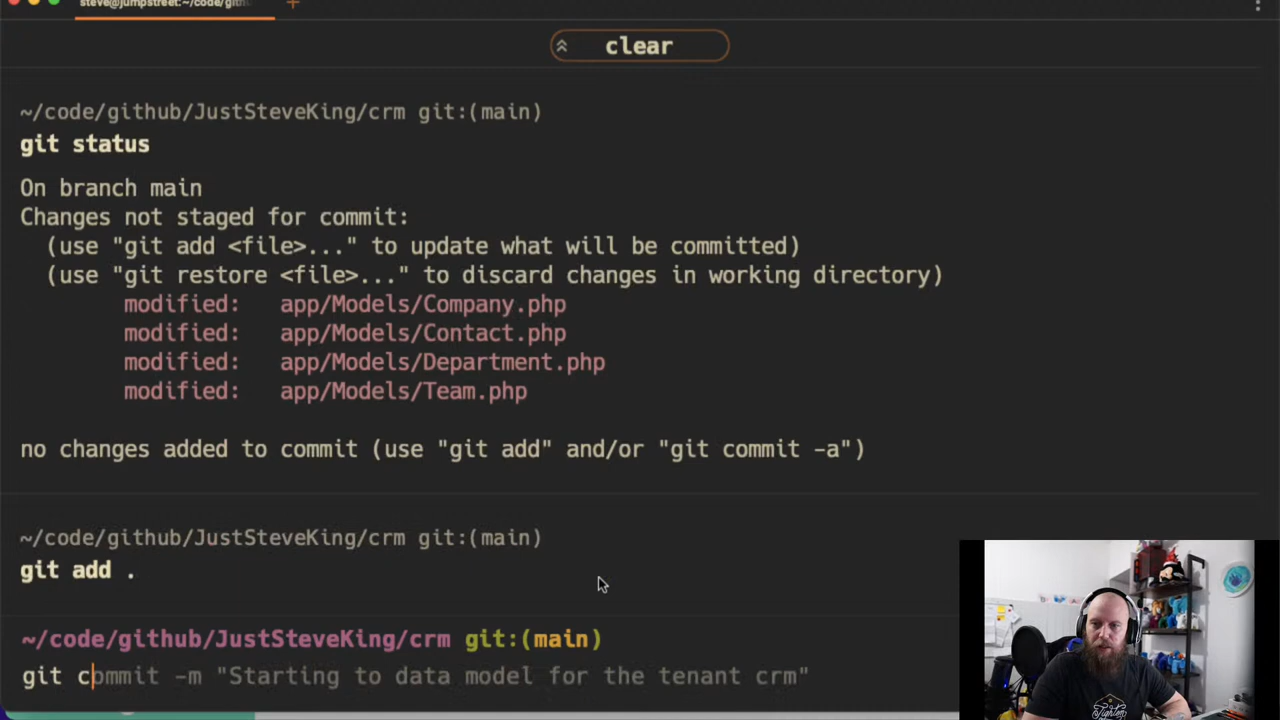 steve@jumpstreet:~/code/gith
clear
~/code/github/JustSteveKing/crm git:(main)
git status
On branch main
Changes not staged for commit:
(use "git add <file>..." to update what will be committed)
(use "git restore <file>..." to discard changes in working directory)
modified: app/Models/Company.php
modified: app/Models/Contact.php
modified: app/Models/Department.php
modified: app/Models/Team.php
no changes added to commit (use "git add" and/or "git commit -a")
~/code/github/JustSteveKing/crm git:(main)
git add .
~/code/github/JustSteveKing/crm git:(main)
git commit -m "Starting to data model for the tenant crm"